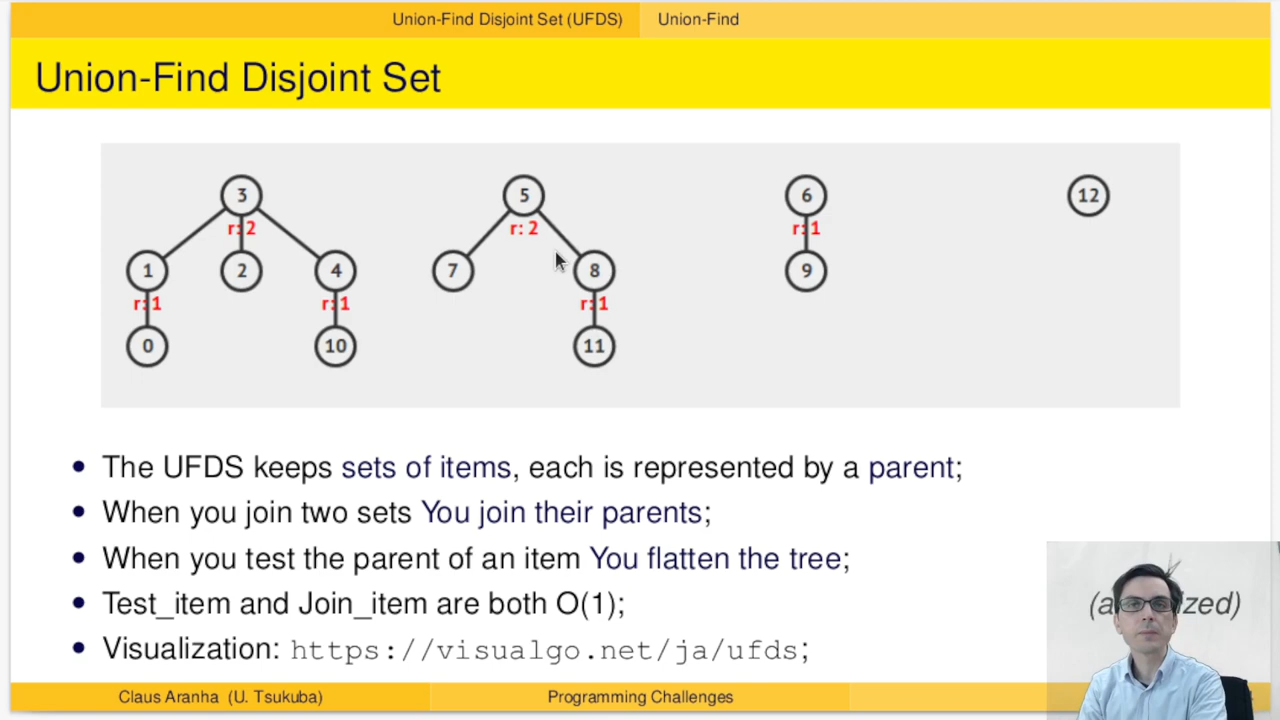 Union-Find Disjoint Set (UFDS) Union-Find
Union-Find Disjoint Set
3 5 6 12
r: 2 r: 2 r: 1
1 2 4 7 8 9
r: 1 r: 1 r: 1
0 10 11
• The UFDS keeps sets of items, each is represented by a parent;
• When you join two sets You join their parents;
• When you test the parent of an item You flatten the tree;
• Test_item and Join_item are both O(1);
• Visualization: https://visualgo.net/ja/ufds;
Claus Aranha (U. Tsukuba) Programming Challenges